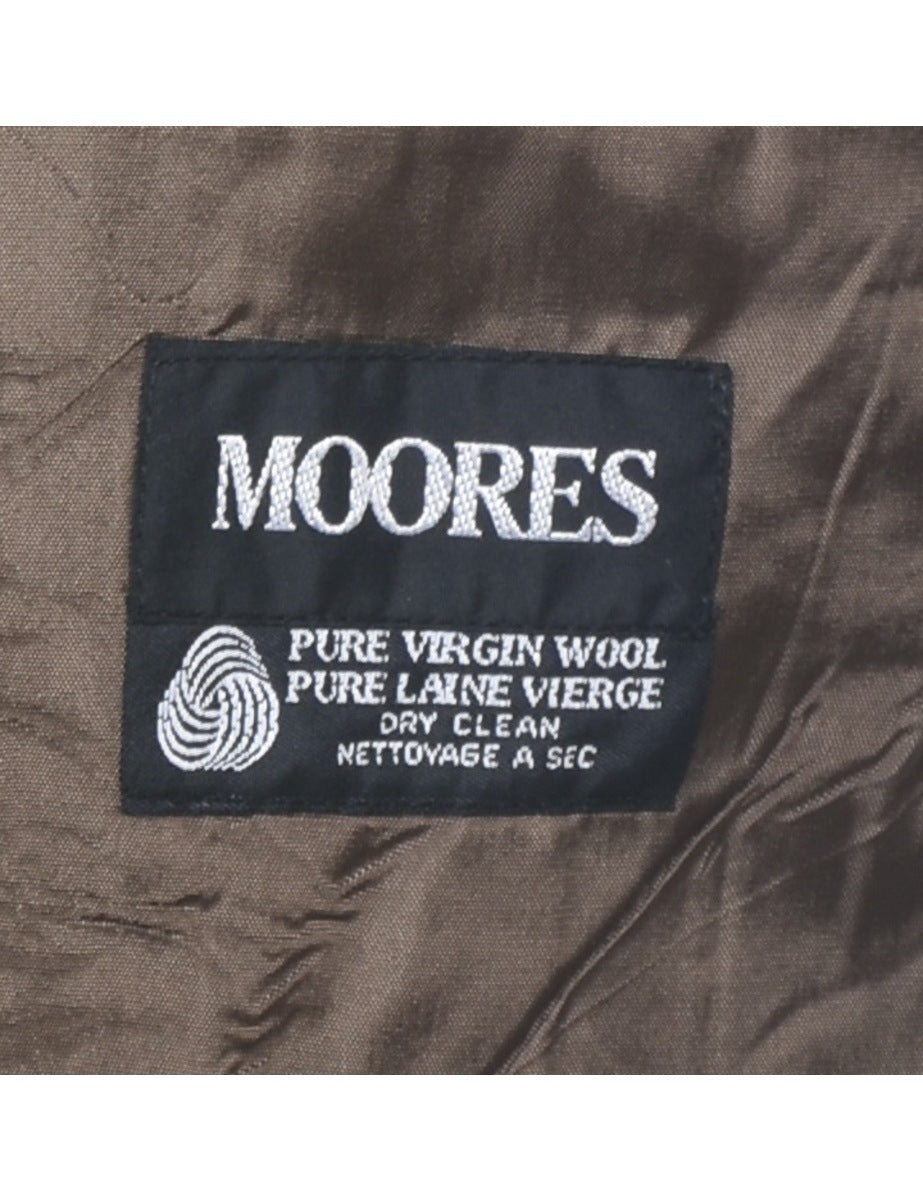 MOORES
PURE VIRGIN WOOL
PURE LAINE VIERGE
DRY CLEAN
NETTOYAGE A SEC